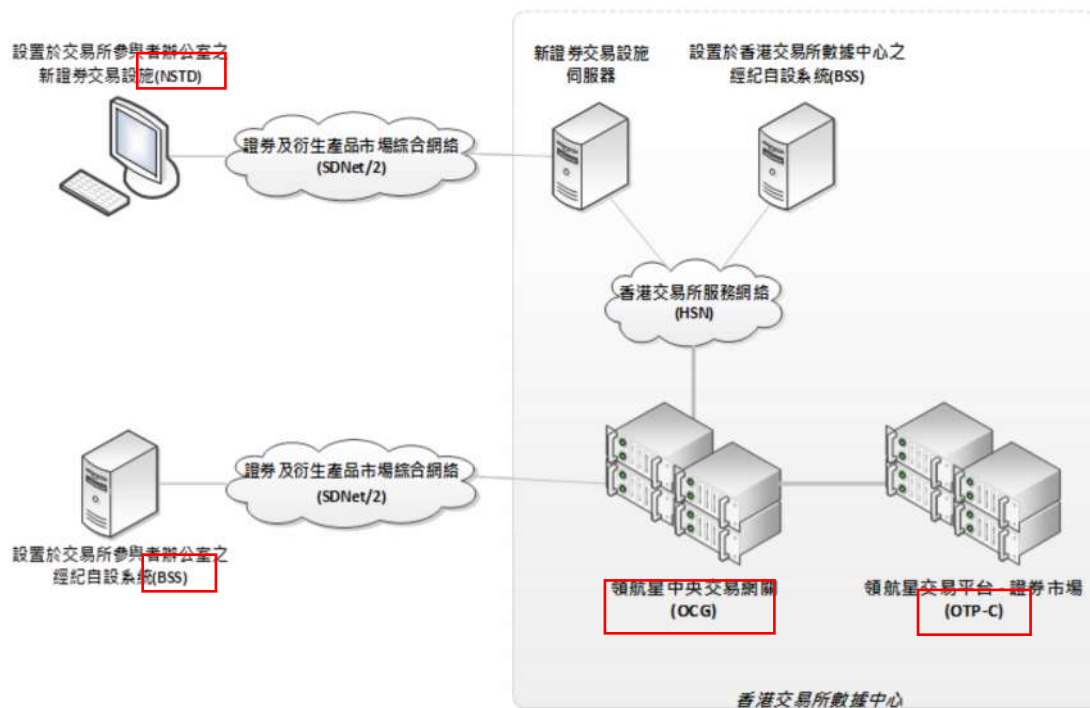 設置於交易所參與者辦公室之
新證券交易設施(NSTD)
新證券交易設施
伺服器
設置於香港交易所數據中心之
經紀自設系統(BSS)
證券及衍生產品市場綜合網絡
(SDNet/2)
香港交易所服務網絡
(HSN)
證券及衍生產品市場綜合網絡
(SDNet/2)
設置於交易所參與者辦公室之
經紀自設系統(BSS)
領航星中央交易網關
(OCG)
領航星交易平台 - 證券市場
(OTP-C)
香港交易所數據中心